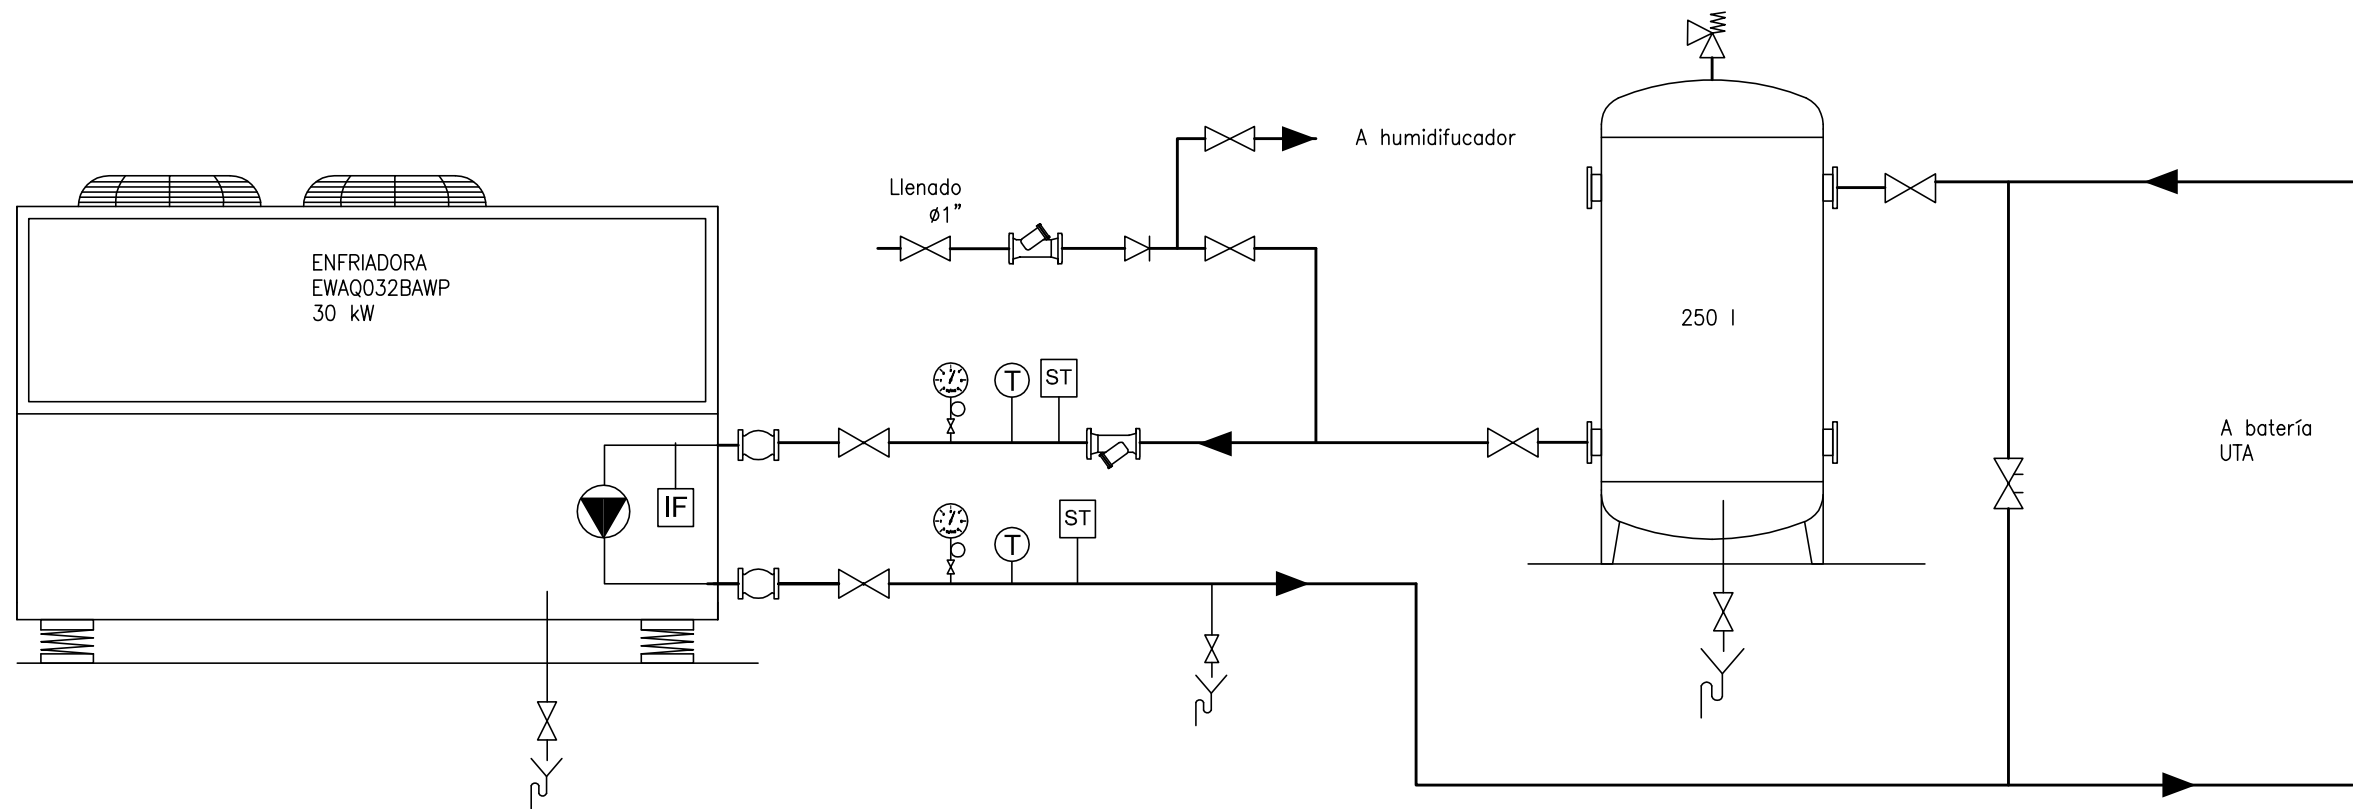 A humidifucador
Llenado
ø1"
ENFRIADORA
EWAQ032BAWP
30 kW
250 l
T
ST
A batería
UTA
IF
T
ST